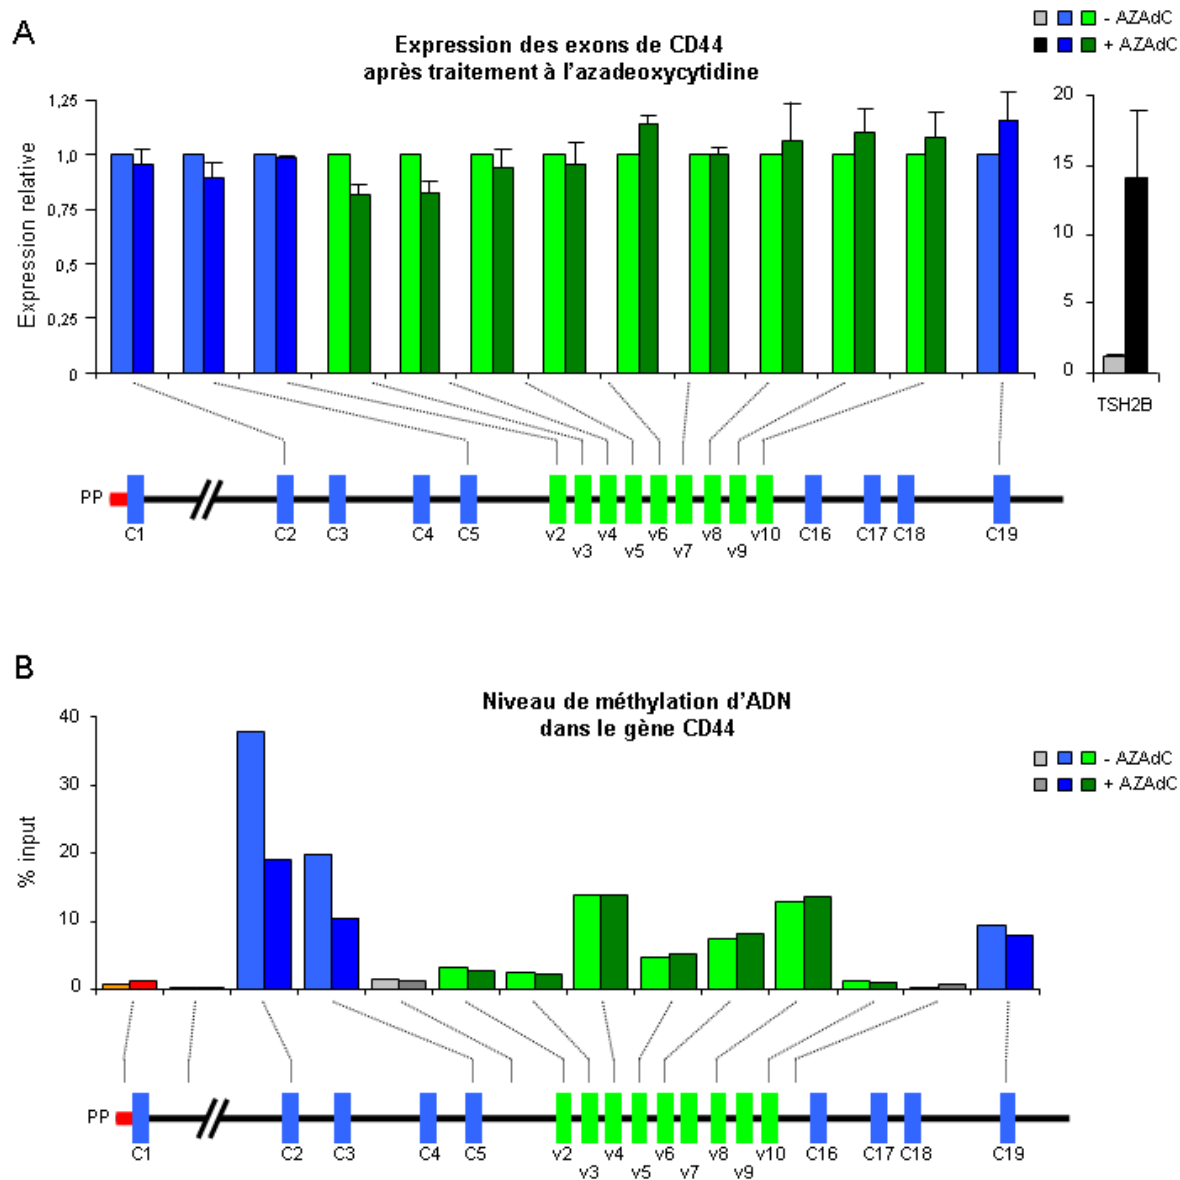 A
- AZAdC
+ AZAdC
Expression des exons de CD44
après traitement à l'azadeoxycytidine
Expression relative
1,25
1,0
0,75
0,5
0,25
0
20
15
10
5
0
TSH2B
PP
C1 C2 C3 C4 C5 v2 v3 v4 v5 v6 v7 v8 v9 v10 C16 C17 C18 C19
B
Niveau de méthylation d'ADN
dans le gène CD44
- AZAdC
+ AZAdC
% input
40
30
20
10
0
PP
C1 C2 C3 C4 C5 v2 v3 v4 v5 v6 v7 v8 v9 v10 C16 C17 C18 C19